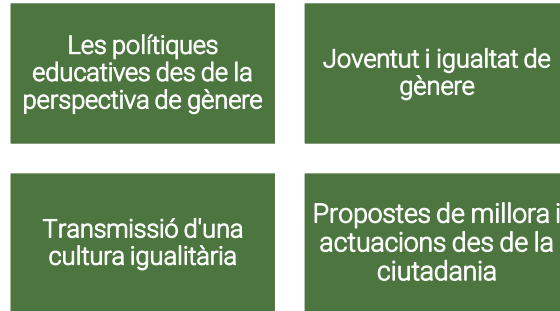 Les polítiques
educatives des de la
perspectiva de gènere
Joventut i igualtat de
gènere
Transmissió d'una
cultura igualitària
Propostes de millora i
actuacions des de la
ciutadania